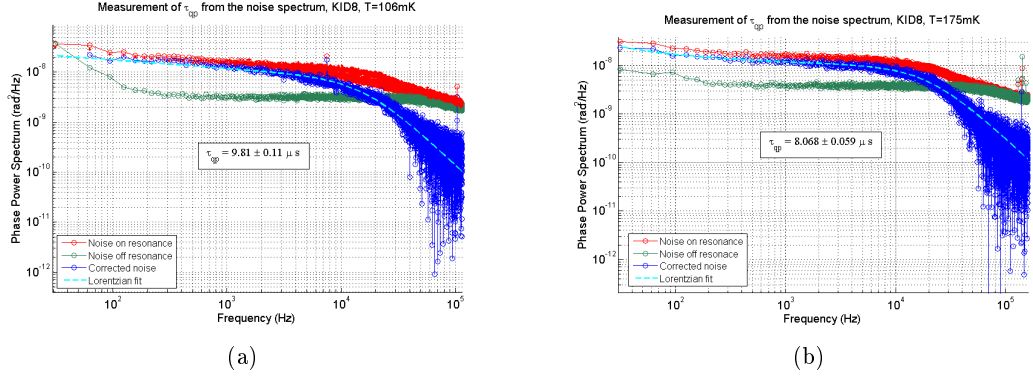 Measurement of τqp from the noise spectrum, KID8, T=106mK
Phase Power Spectrum (rad²/Hz)
10⁻⁸
10⁻⁹
10⁻¹⁰
10⁻¹¹
10⁻¹²
τqp = 9.81 ± 0.11 μ s
Noise on resonance
Noise off resonance
Corrected noise
Lorentzian fit
10² 10³ 10⁴ 10⁵
Frequency (Hz)
(a)
Measurement of τqp from the noise spectrum, KID8, T=175mK
Phase Power Spectrum (rad²/Hz)
10⁻⁸
10⁻⁹
10⁻¹⁰
10⁻¹¹
10⁻¹²
τqp = 8.068 ± 0.059 μ s
Noise on resonance
Noise off resonance
Corrected noise
Lorentzian fit
10² 10³ 10⁴ 10⁵
Frequency (Hz)
(b)